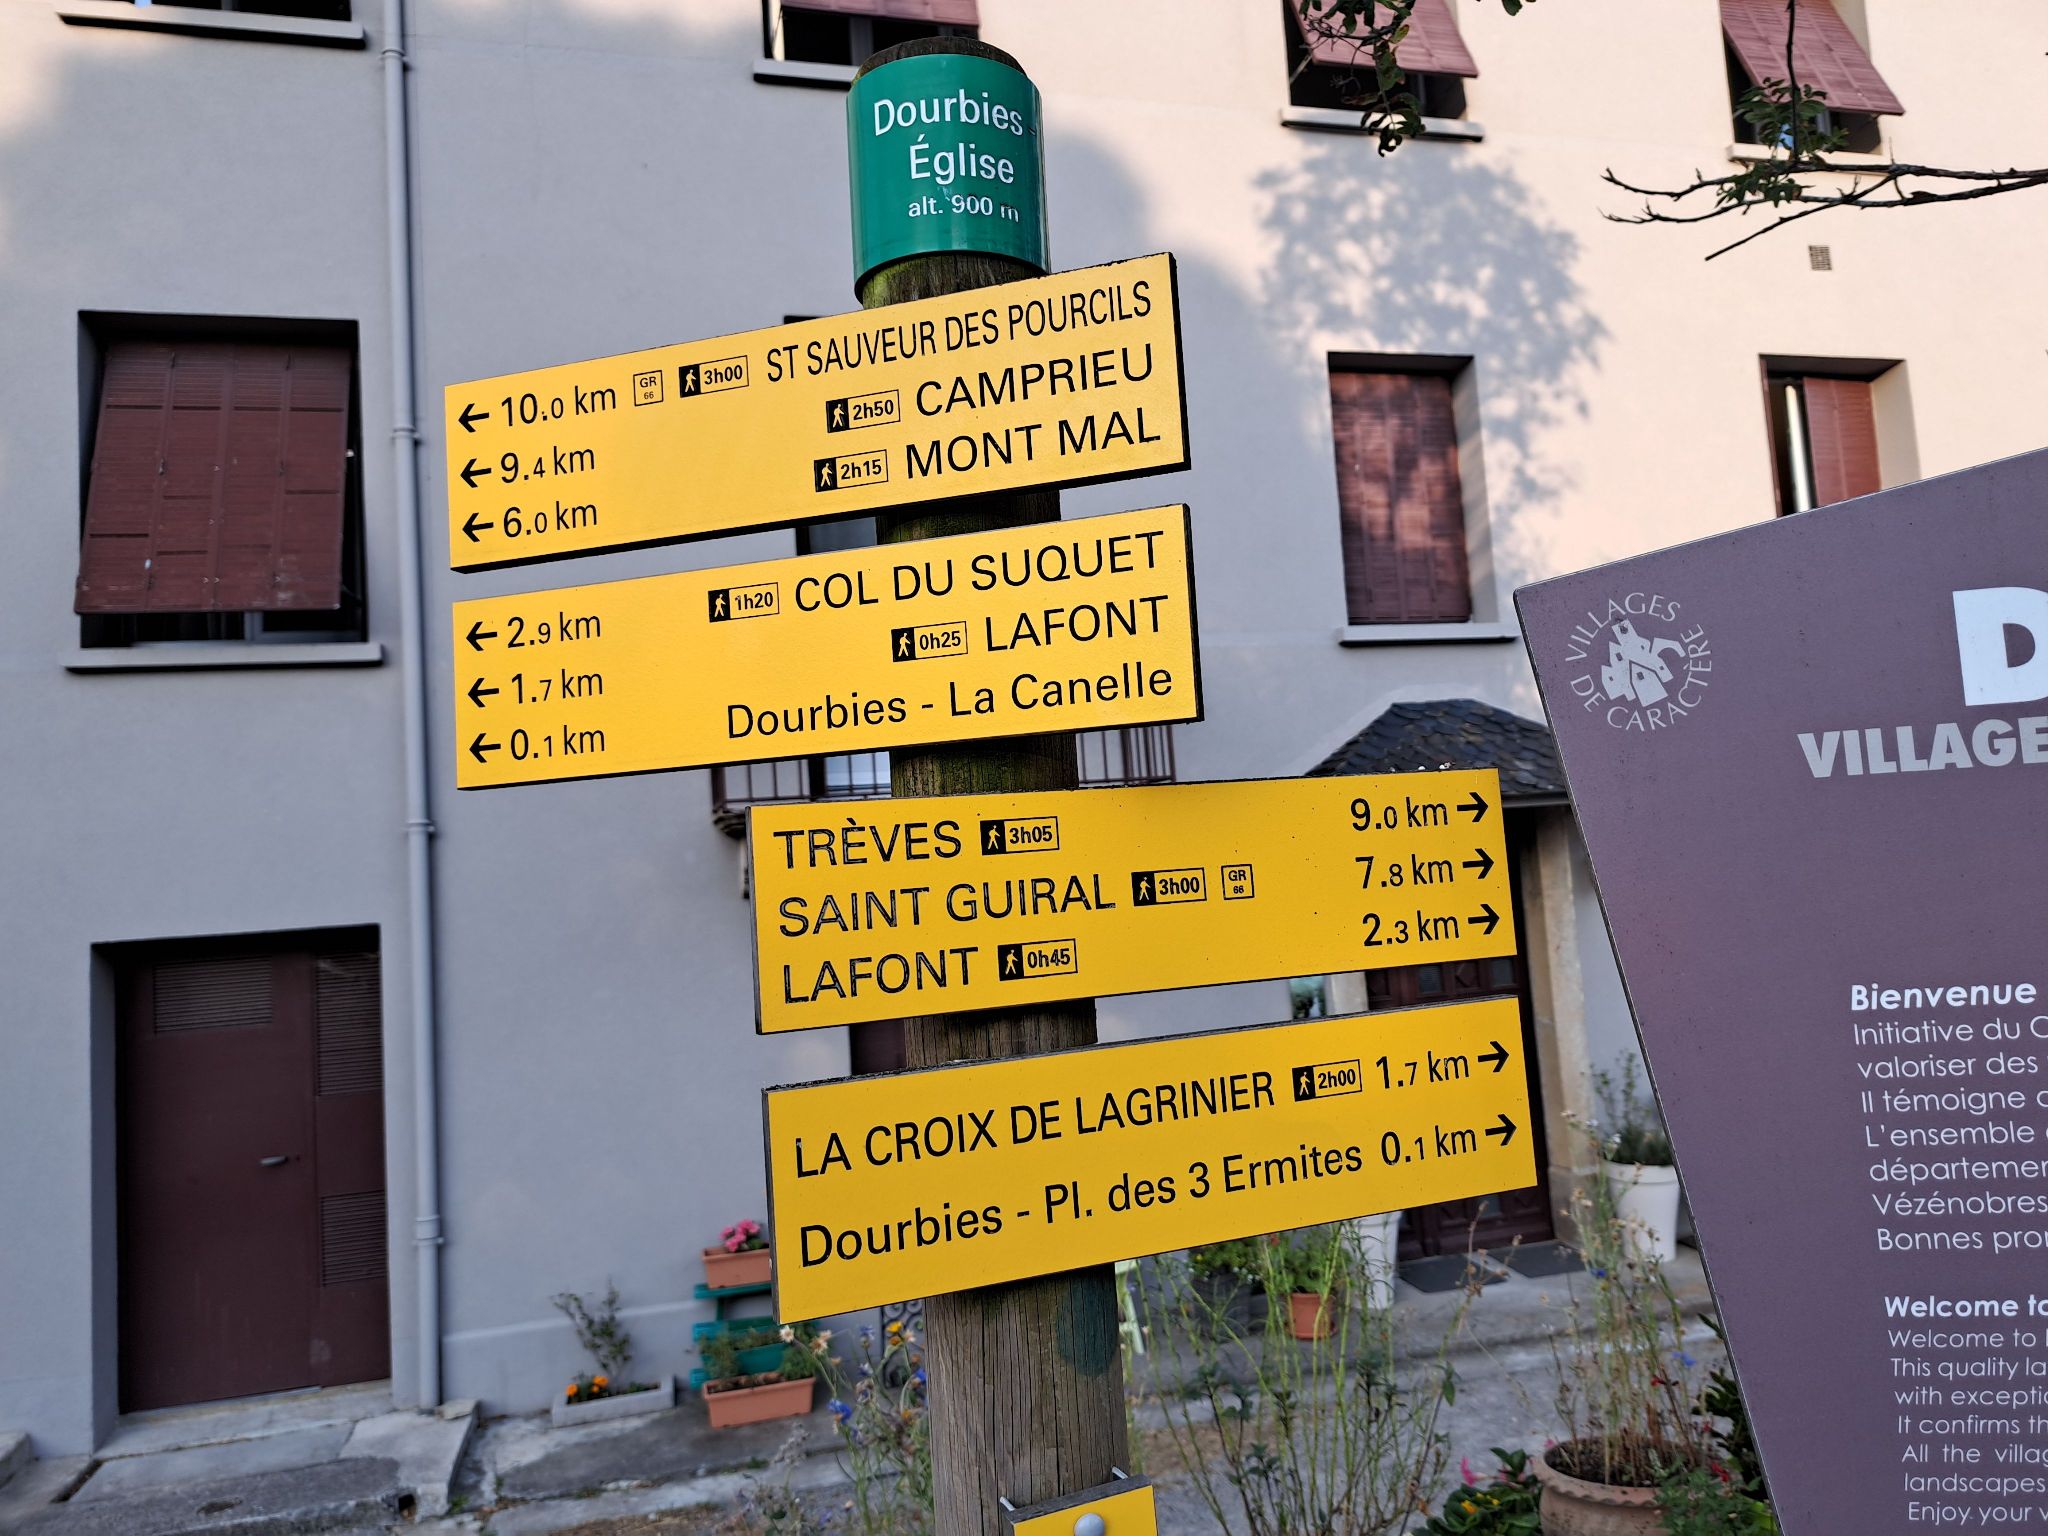 Dourbies -
Église
alt. 900 m
← 10.0 km GR 66 3h00 ST SAUVEUR DES POURCILS
← 9.4 km 2h50 CAMPRIEU
← 6.0 km 2h15 MONT MAL
← 2.9 km 1h20 COL DU SUQUET
← 1.7 km 0h25 LAFONT
← 0.1 km Dourbies - La Canelle
TRÈVES 3h05 9.0 km →
SAINT GUIRAL 3h00 GR 66 7.8 km →
LAFONT 0h45 2.3 km →
LA CROIX DE LAGRINIER 2h00 1.7 km →
Dourbies - Pl. des 3 Ermites 0.1 km →
VILLAGES
DE CARACTÈRE
D
VILLAGE
Bienvenue
Initiative du
valoriser des
Il témoigne
L'ensemble
départemen
Vézénobres
Bonnes pro
Welcome to
Welcome to
This quality la
with excepti
It confirms th
All the villag
landscapes
Enjoy your v